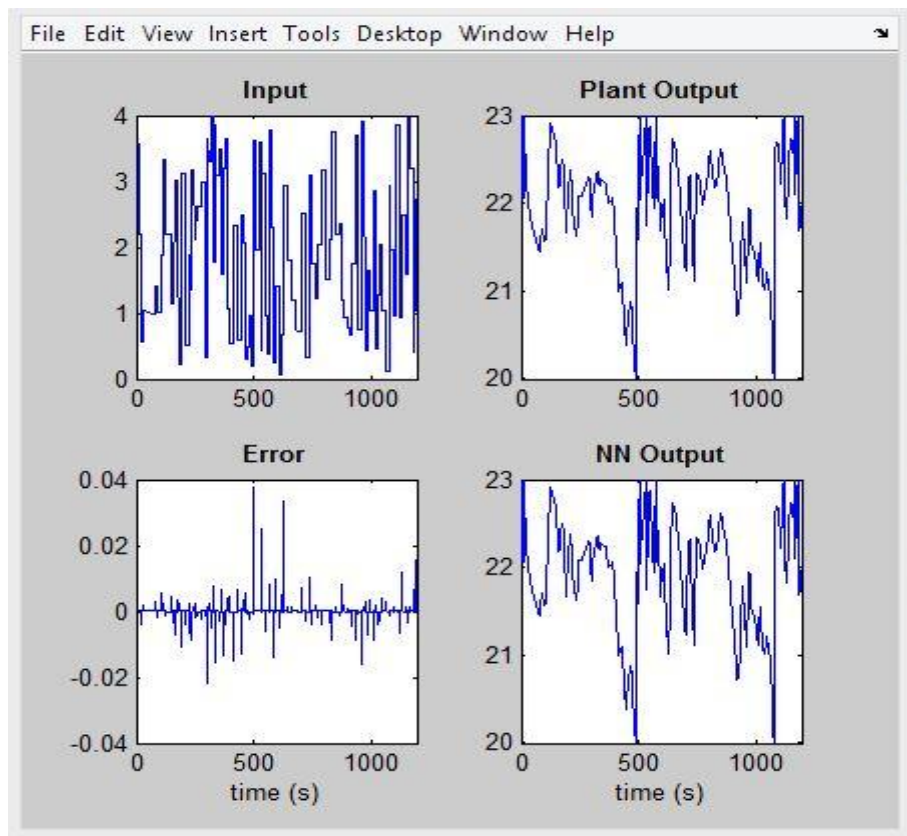 File Edit View Insert Tools Desktop Window Help
Input
4
3
2
1
0
0 500 1000
Plant Output
23
22
21
20
0 500 1000
Error
0.04
0.02
0
-0.02
-0.04
0 500 1000
time (s)
NN Output
23
22
21
20
0 500 1000
time (s)